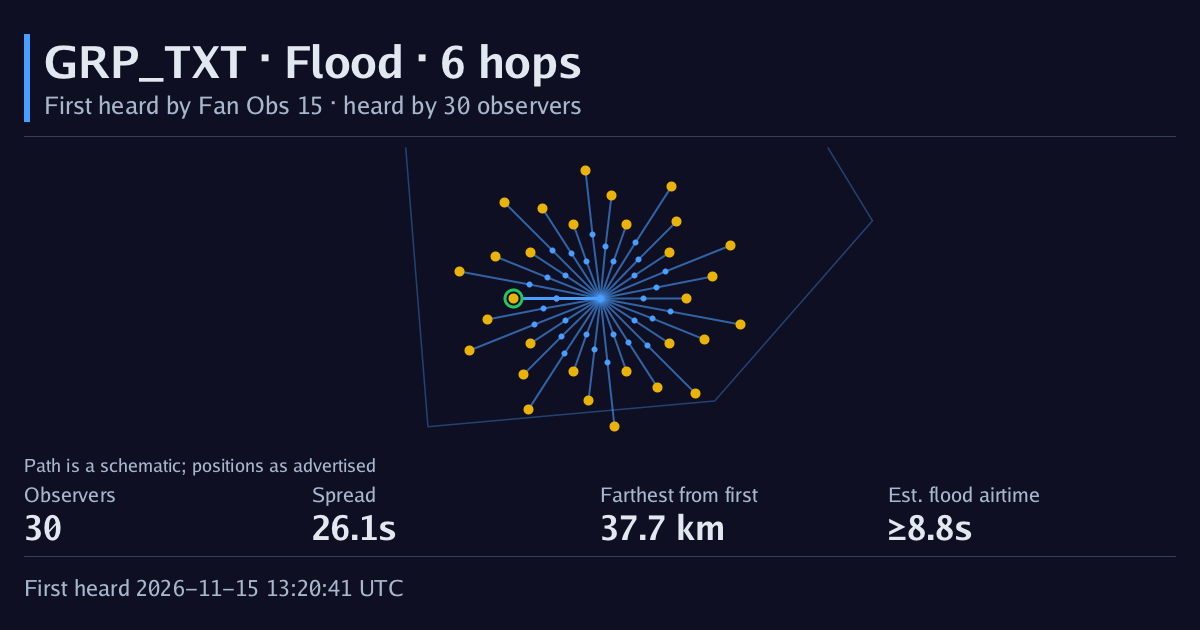 GRP_TXT · Flood · 6 hops
First heard by Fan Obs 15 · heard by 30 observers
Path is a schematic; positions as advertised
Observers
30
Spread
26.1s
Farthest from first
37.7 km
Est. flood airtime
≥8.8s
First heard 2026-11-15 13:20:41 UTC